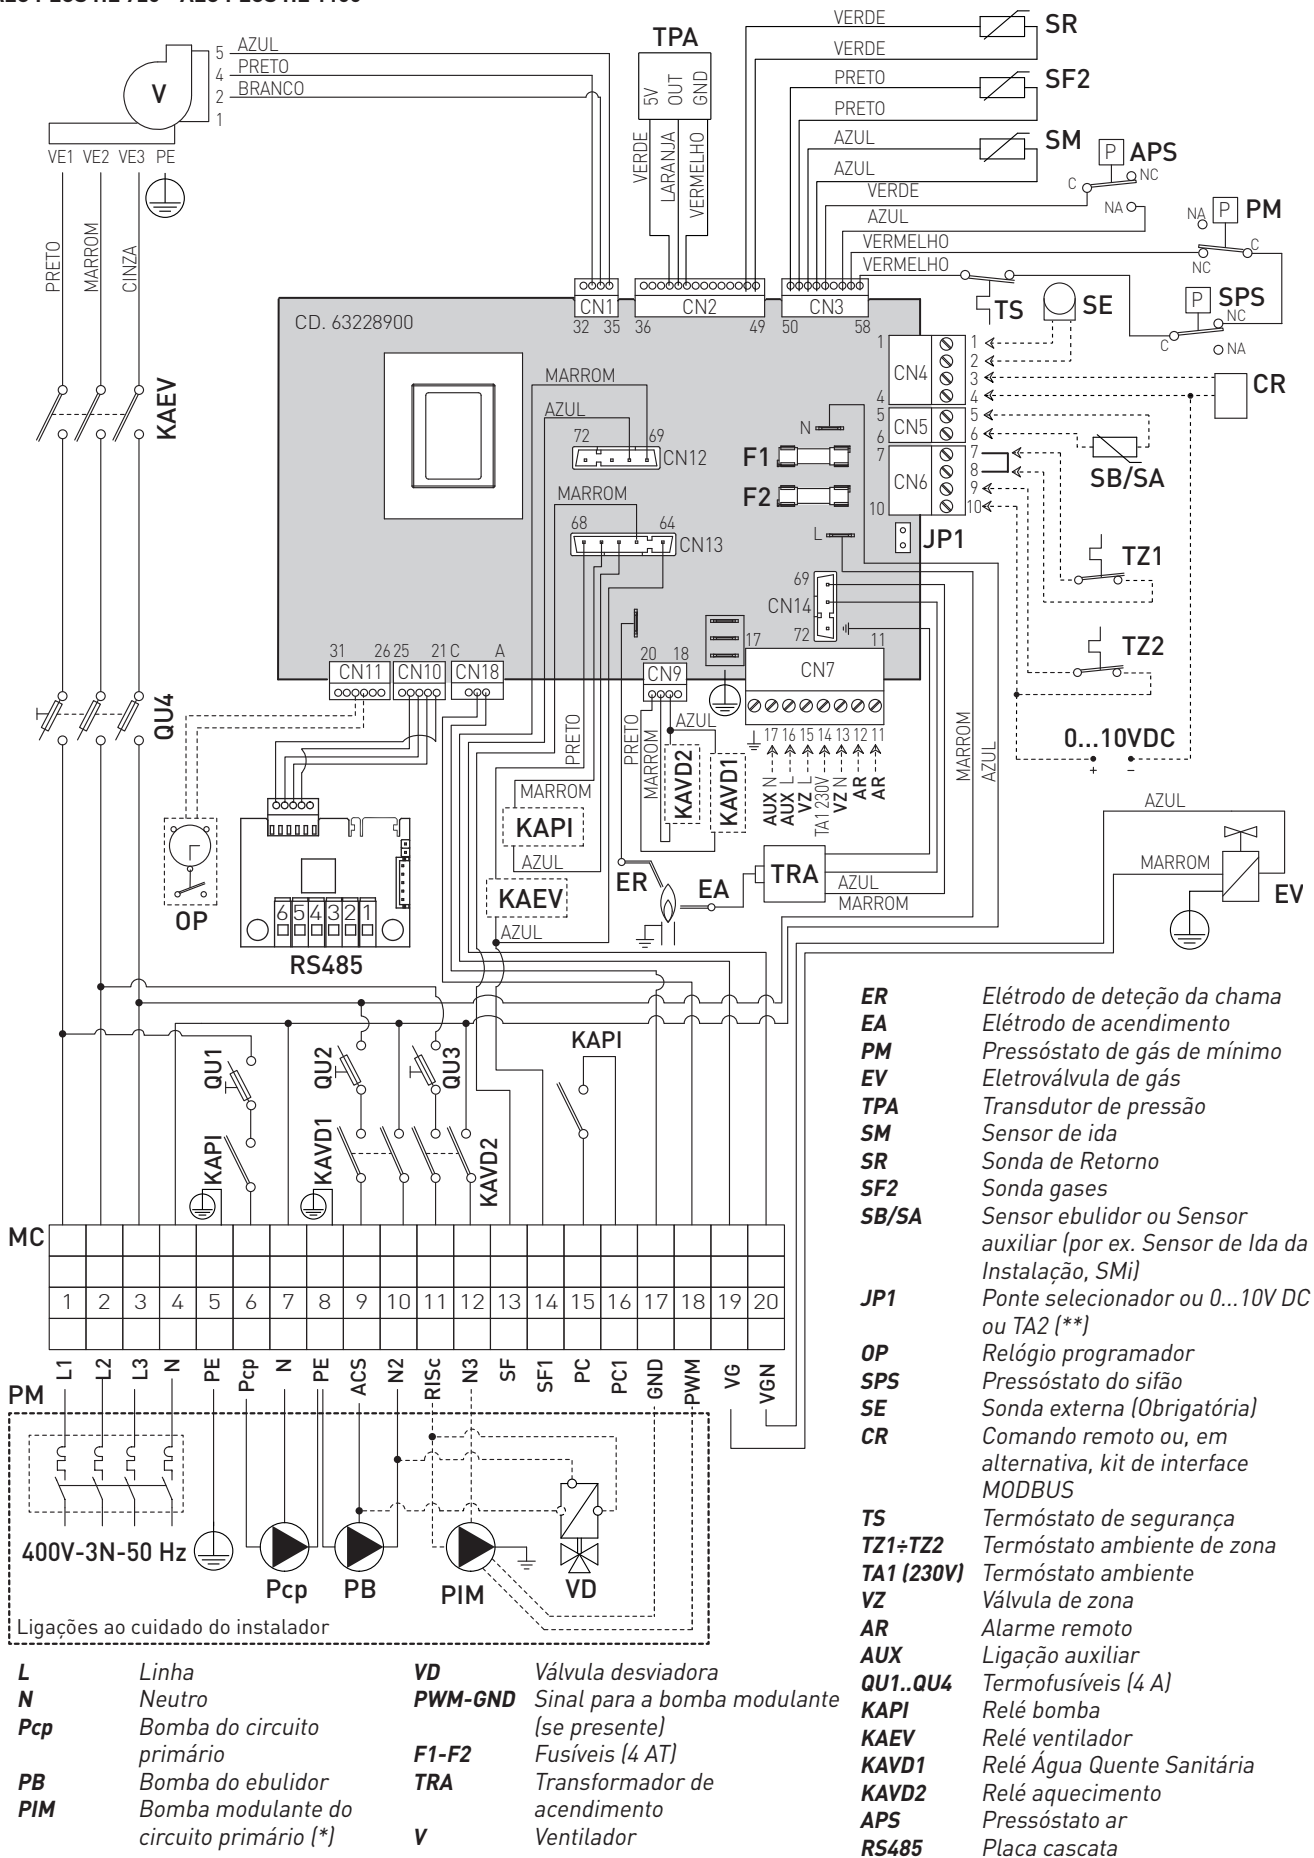 VERDE
SR
VERDE
TPA
5 AZUL
4 PRETO
2 BRANCO
1
V
5V
OUT
GND
PRETO
SF2
PRETO
AZUL
SM
AZUL
VERDE
P APS
C
NC
NA
AZUL
VERMELHO
VERMELHO
NA P PM
C
NC
VE1 VE2 VE3 PE
PRETO
MARROM
CINZA
VERDE
LARANJA
VERMELHO
TS
SE
P SPS
NC
C
NA
CN1
32 35
CN2
36 49
CN3
50 58
CD. 63228900
1
CN4
4
1
2
3
4
CR
5
CN5
6
5
6
SB/SA
7
CN6
10
7
8
9
10
KAEV
MARROM
AZUL
72 69
CN12
N
F1
F2
MARROM
68 64
CN13
L
JP1
TZ1
69
CN14
72
TZ2
31 26
CN11
25 21
CN10
C A
CN18
20 18
CN9
17 11
CN7
QU4
PRETO
MARROM
KAPI
AZUL
KAEV
AZUL
PRETO
MARROM
AZUL
KAVD2
KAVD1
17 16 15 14 13 12 11
AUX N
AUX L
VZ L
TA1 230V
VZ N
AR
AR
MARROM
AZUL
0...10VDC
+ -
OP
6 5 4 3 2 1
RS485
ER
EA
TRA
AZUL
MARROM
AZUL
MARROM
EV
QU1
QU2
QU3
KAPI
KAPI
KAVD1
KAVD2
MC
1 2 3 4 5 6 7 8 9 10 11 12 13 14 15 16 17 18 19 20
L1 L2 L3 N PE Pcp N PE ACS N2 RISc N3 SF SF1 PC PC1 GND PWM VG VGN
PM
400V-3N-50 Hz
Pcp
PB
PIM
VD
Ligações ao cuidado do instalador
ER Elétrodo de deteção da chama
EA Elétrodo de acendimento
PM Pressóstato de gás de mínimo
EV Eletroválvula de gás
TPA Transdutor de pressão
SM Sensor de ida
SR Sonda de Retorno
SF2 Sonda gases
SB/SA Sensor ebulidor ou Sensor
auxiliar (por ex. Sensor de Ida da
Instalação, SMi)
JP1 Ponte selecionador ou 0...10V DC
ou TA2 (**)
OP Relógio programador
SPS Pressóstato do sifão
SE Sonda externa (Obrigatória)
CR Comando remoto ou, em
alternativa, kit de interface
MODBUS
TS Termóstato de segurança
TZ1÷TZ2 Termóstato ambiente de zona
TA1 (230V) Termóstato ambiente
VZ Válvula de zona
AR Alarme remoto
AUX Ligação auxiliar
QU1..QU4 Termofusíveis (4 A)
KAPI Relé bomba
KAEV Relé ventilador
KAVD1 Relé Água Quente Sanitária
KAVD2 Relé aquecimento
APS Pressóstato ar
RS485 Placa cascata
L Linha
N Neutro
Pcp Bomba do circuito
primário
PB Bomba do ebulidor
PIM Bomba modulante do
circuito primário (*)
VD Válvula desviadora
PWM-GND Sinal para a bomba modulante
(se presente)
F1-F2 Fusíveis (4 AT)
TRA Transformador de
acendimento
V Ventilador